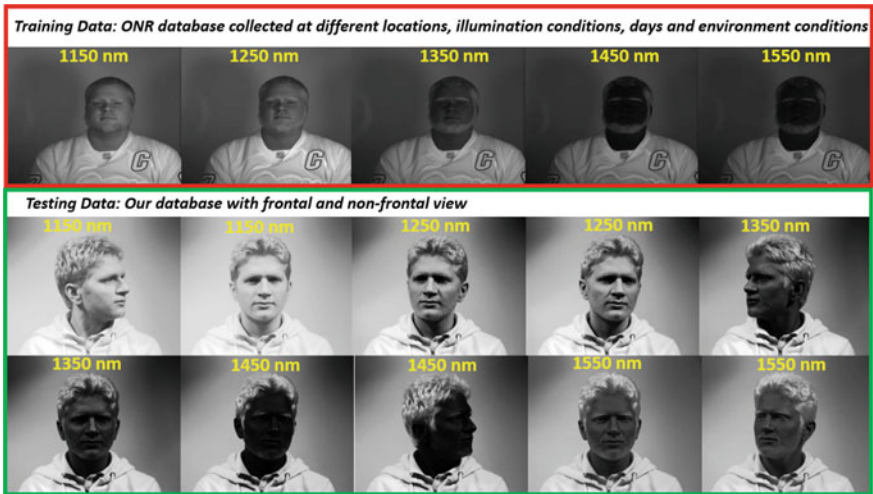 Training Data: ONR database collected at different locations, illumination conditions, days and environment conditions
1150 nm 1250 nm 1350 nm 1450 nm 1550 nm
C C C C C
Testing Data: Our database with frontal and non-frontal view
1150 nm 1150 nm 1250 nm 1250 nm 1350 nm
1350 nm 1450 nm 1450 nm 1550 nm 1550 nm